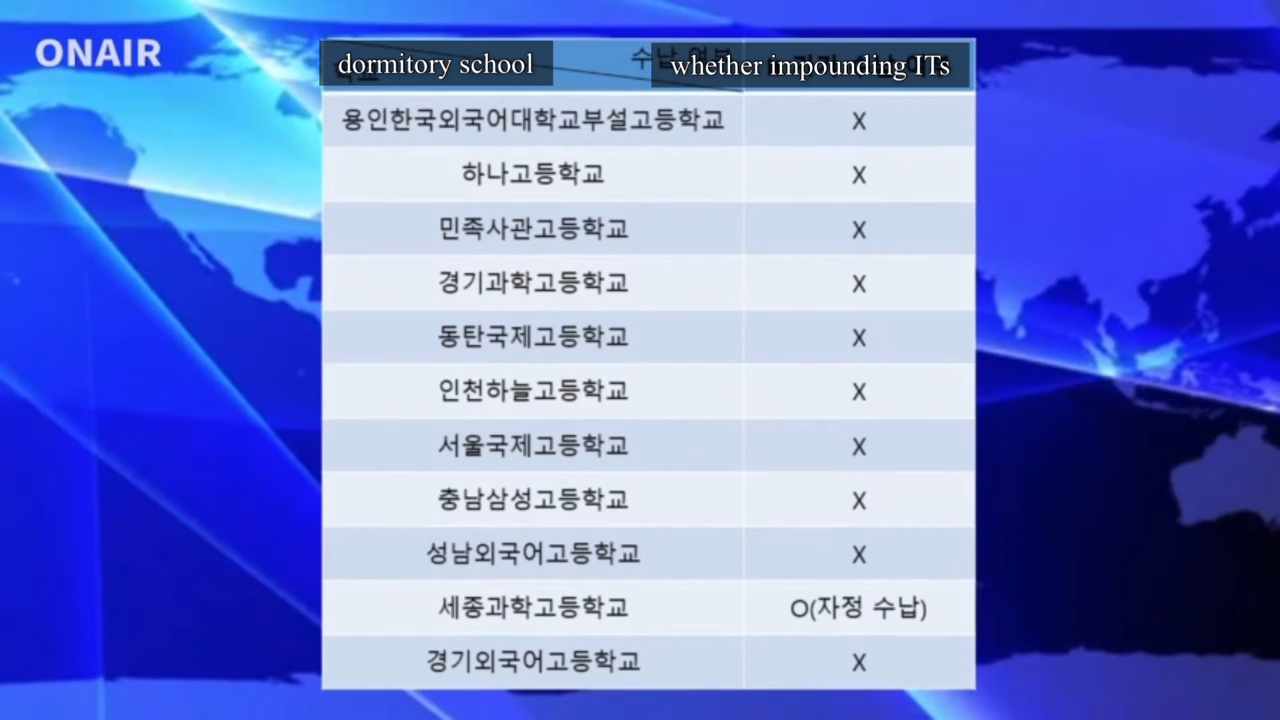 ONAIR
dormitory school whether impounding ITs
용인한국외국어대학교부설고등학교 X
하나고등학교 X
민족사관고등학교 X
경기과학고등학교 X
동탄국제고등학교 X
인천하늘고등학교 X
서울국제고등학교 X
충남삼성고등학교 X
성남외국어고등학교 X
세종과학고등학교 O(자정 수납)
경기외국어고등학교 X